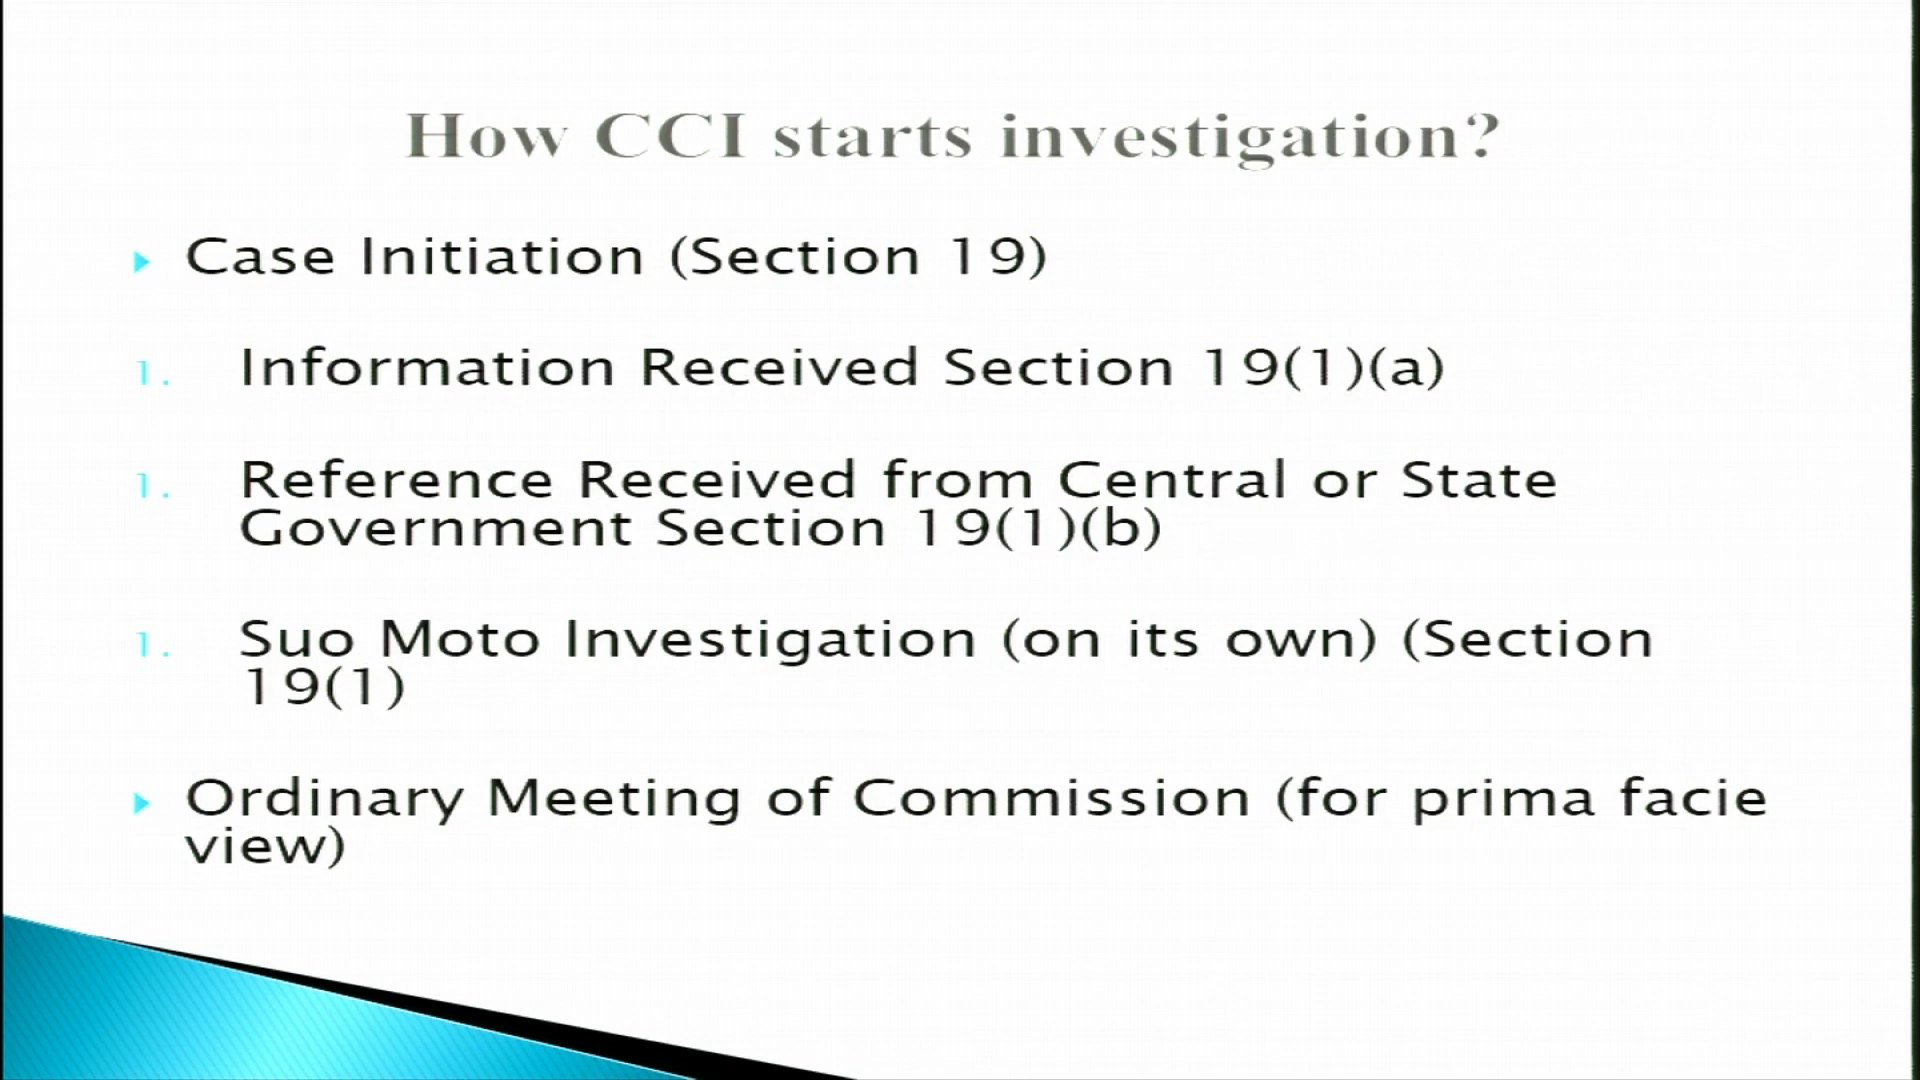 How CCI starts investigation?
Case Initiation (Section 19)
1. Information Received Section 19(1)(a)
1. Reference Received from Central or State
Government Section 19(1)(b)
1. Suo Moto Investigation (on its own) (Section
19(1)
Ordinary Meeting of Commission (for prima facie
view)